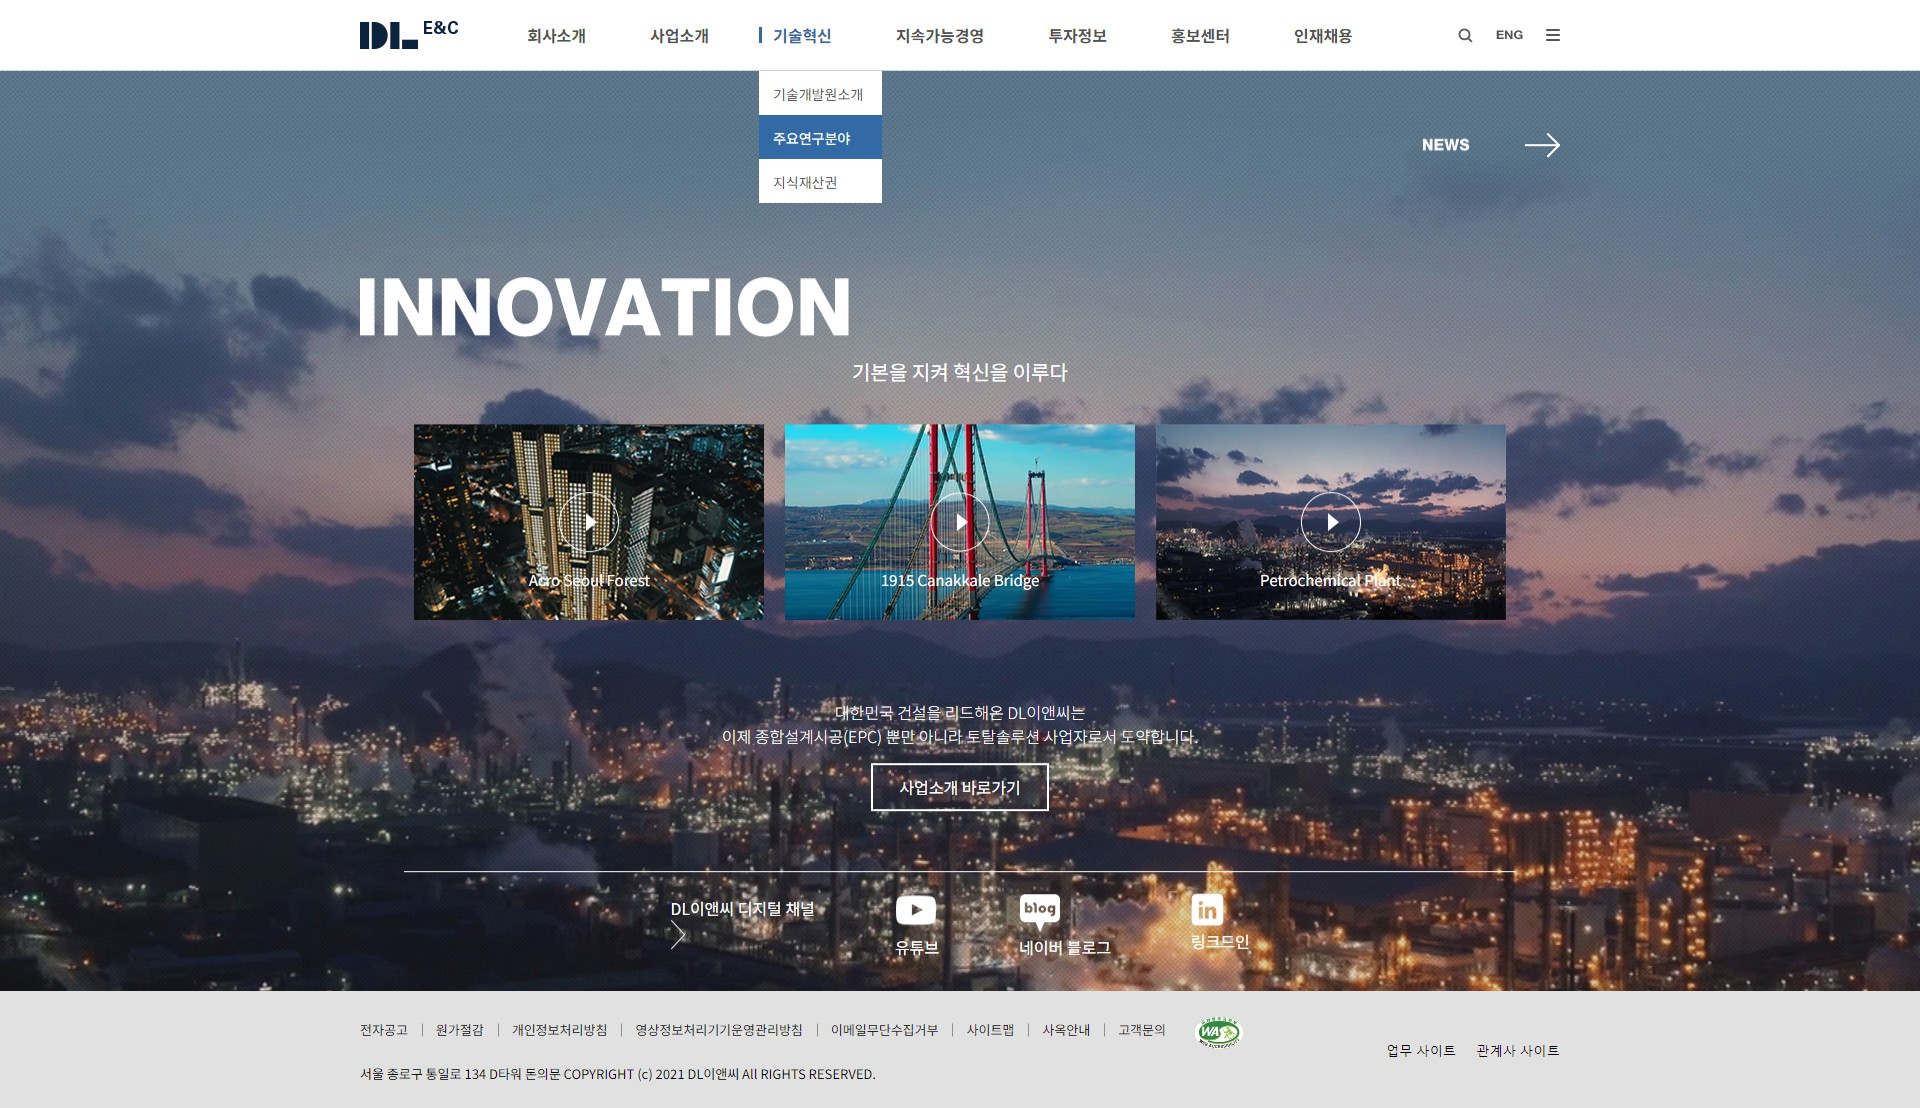 DL E&C
회사소개
사업소개
기술혁신
지속가능경영
투자정보
홍보센터
인재채용
ENG
기술개발원소개
주요연구분야
지식재산권
NEWS
INNOVATION
기본을 지켜 혁신을 이루다
Acro Seoul Forest
1915 Canakkale Bridge
Petrochemical Plant
대한민국 건설을 리드해온 DL이앤씨는
이제 종합설계시공(EPC) 뿐만 아니라 토탈솔루션 사업자로서 도약합니다.
사업소개 바로가기
DL이앤씨 디지털 채널
유튜브
blog
네이버 블로그
in
링크드인
전자공고
원가절감
개인정보처리방침
영상정보처리기기운영관리방침
이메일무단수집거부
사이트맵
사옥안내
고객문의
WA
업무 사이트
관계사 사이트
서울 종로구 통일로 134 D타워 돈의문 COPYRIGHT (c) 2021 DL이앤씨 All RIGHTS RESERVED.